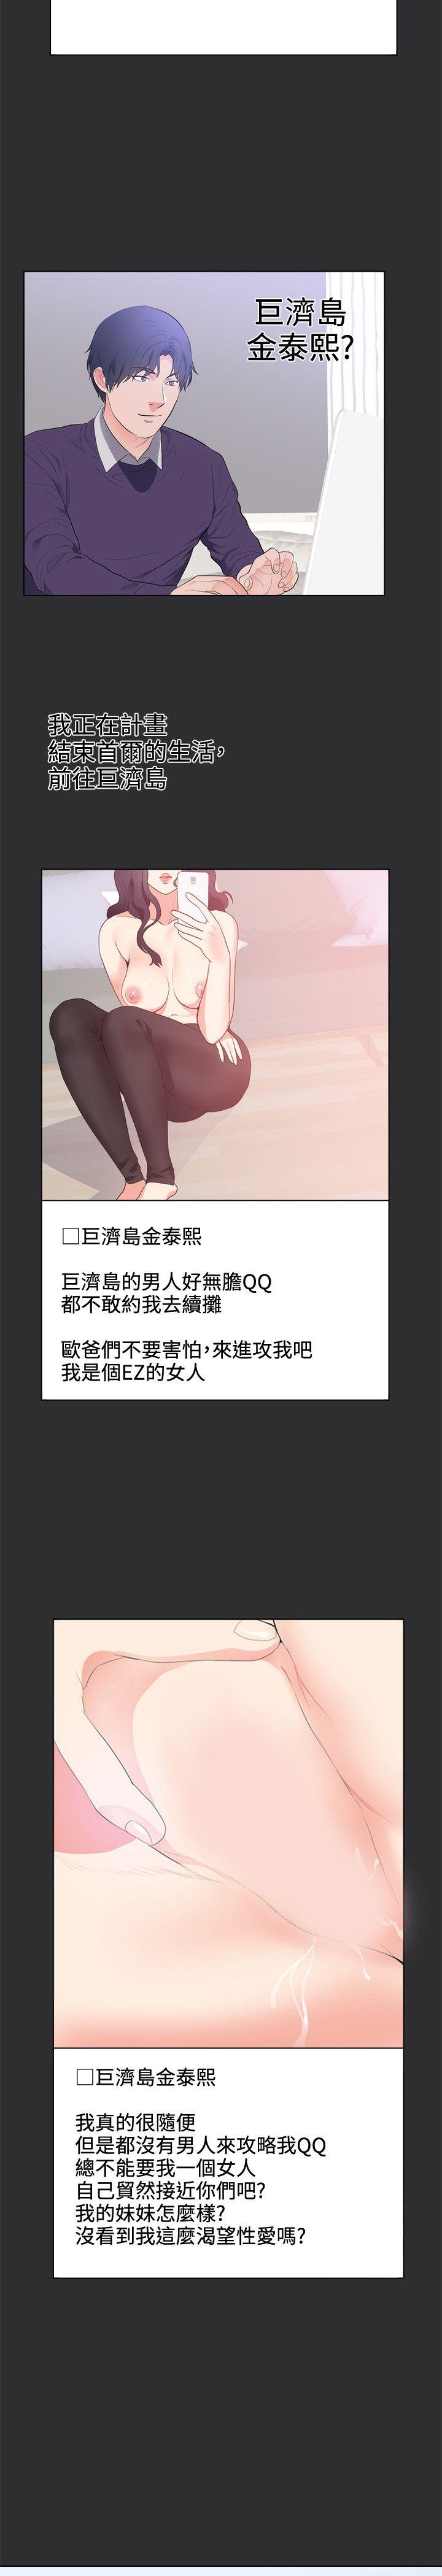 巨濟島
金泰熙?
我正在計畫
結束首爾的生活,
前往巨濟島
□巨濟島金泰熙
巨濟島的男人好無膽QQ
都不敢約我去續攤
歐爸們不要害怕,來進攻我吧
我是個EZ的女人
□巨濟島金泰熙
我真的很隨便
但是都沒有男人來攻略我QQ
總不能要我一個女人
自己貿然接近你們吧?
我的妹妹怎麼樣?
沒看到我這麼渴望性愛嗎?